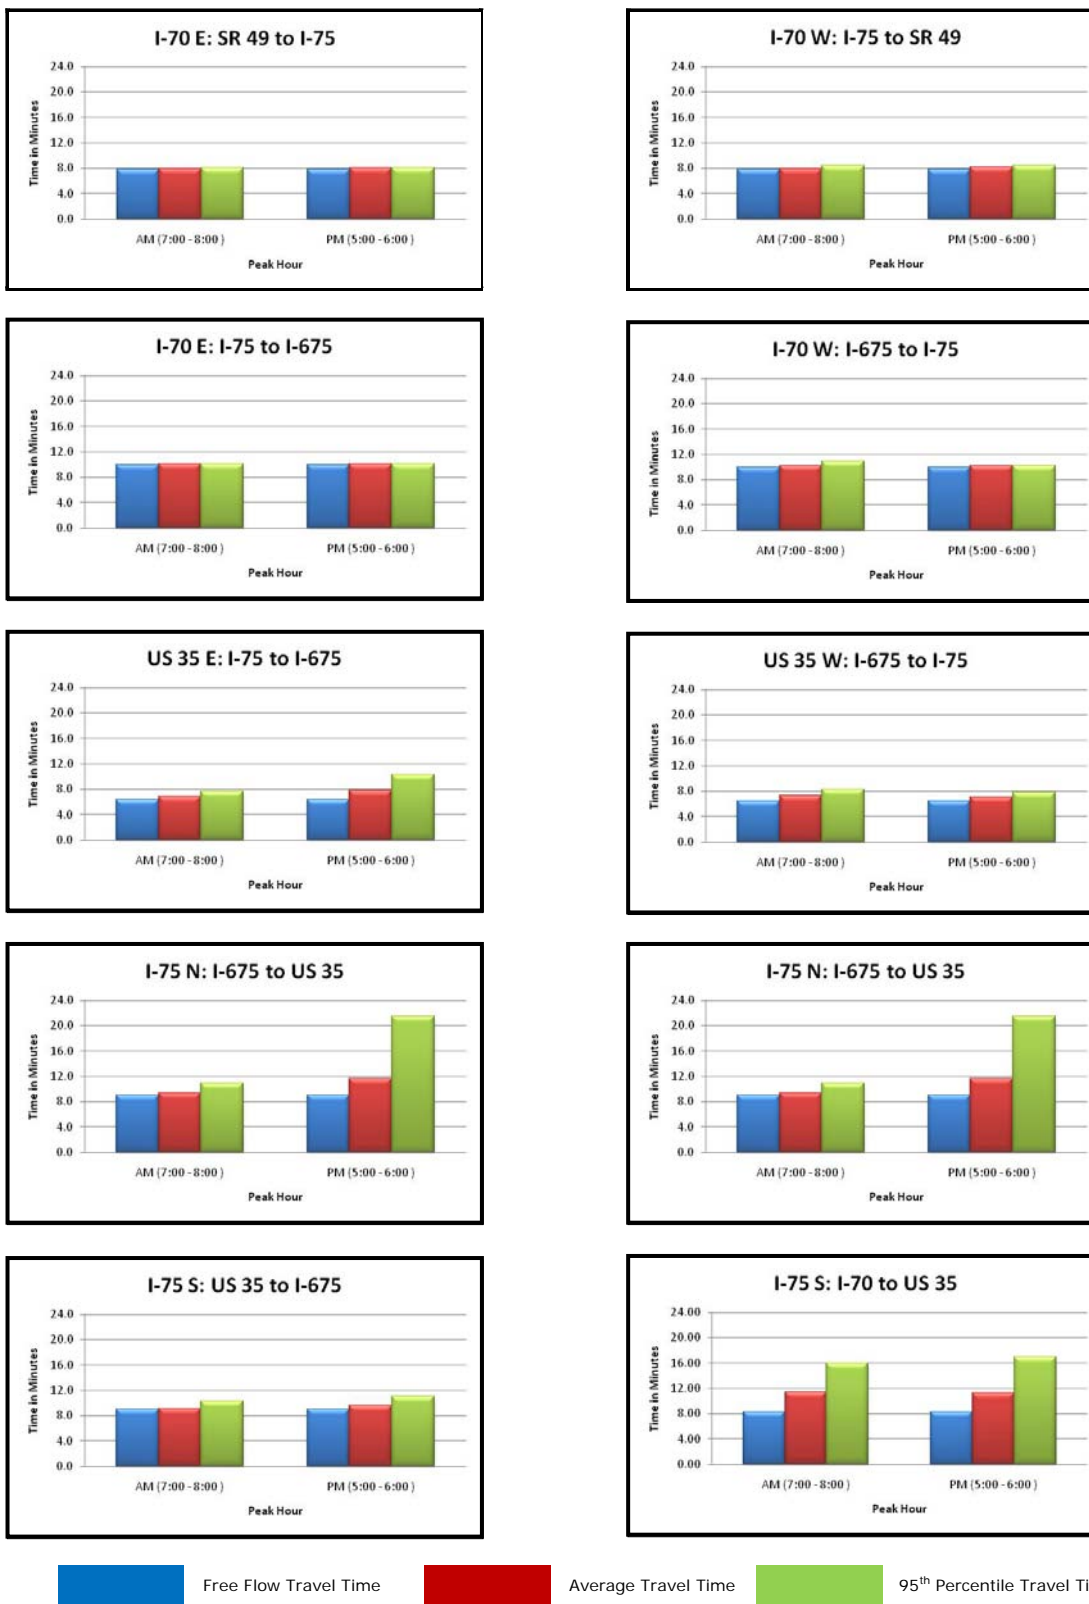 I-70 E: SR 49 to I-75
24.0
20.0
16.0
12.0
8.0
4.0
0.0
Time in Minutes
AM (7:00 - 8:00 )
PM (5:00 - 6:00 )
Peak Hour
I-70 W: I-75 to SR 49
24.0
20.0
16.0
12.0
8.0
4.0
0.0
Time in Minutes
AM (7:00 - 8:00 )
PM (5:00 - 6:00 )
Peak Hour
I-70 E: I-75 to I-675
24.0
20.0
16.0
12.0
8.0
4.0
0.0
Time in Minutes
AM (7:00 - 8:00 )
PM (5:00 - 6:00 )
Peak Hour
I-70 W: I-675 to I-75
24.0
20.0
16.0
12.0
8.0
4.0
0.0
Time in Minutes
AM (7:00 - 8:00 )
PM (5:00 - 6:00 )
Peak Hour
US 35 E: I-75 to I-675
24.0
20.0
16.0
12.0
8.0
4.0
0.0
Time in Minutes
AM (7:00 - 8:00 )
PM (5:00 - 6:00 )
Peak Hour
US 35 W: I-675 to I-75
24.0
20.0
16.0
12.0
8.0
4.0
0.0
Time in Minutes
AM (7:00 - 8:00 )
PM (5:00 - 6:00 )
Peak Hour
I-75 N: I-675 to US 35
24.0
20.0
16.0
12.0
8.0
4.0
0.0
Time in Minutes
AM (7:00 - 8:00 )
PM (5:00 - 6:00 )
Peak Hour
I-75 N: I-675 to US 35
24.0
20.0
16.0
12.0
8.0
4.0
0.0
Time in Minutes
AM (7:00 - 8:00 )
PM (5:00 - 6:00 )
Peak Hour
I-75 S: US 35 to I-675
24.0
20.0
16.0
12.0
8.0
4.0
0.0
Time in Minutes
AM (7:00 - 8:00 )
PM (5:00 - 6:00 )
Peak Hour
I-75 S: I-70 to US 35
24.00
20.00
16.00
12.00
8.00
4.00
0.00
Time in Minutes
AM (7:00 - 8:00 )
PM (5:00 - 6:00 )
Peak Hour
Free Flow Travel Time
Average Travel Time
95th Percentile Travel Ti